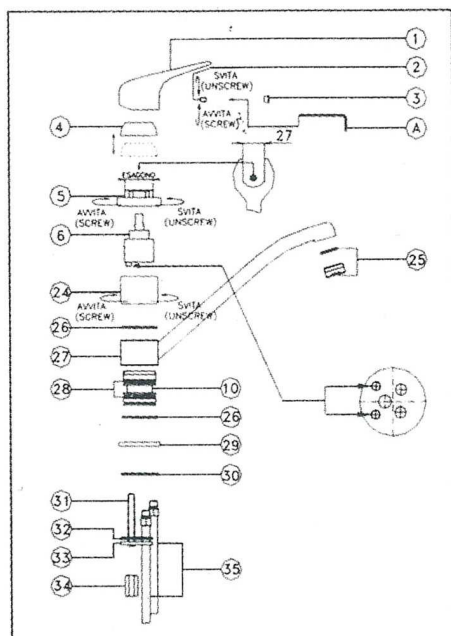 1
2
SVITA
(UNSCREW)
3
4
AVVITA
(SCREW)
A
27
ESAGONO
5
AVVITA
(SCREW)
SVITA
(UNSCREW)
6
25
24
AVVITA
(SCREW)
SVITA
(UNSCREW)
26
27
28
10
26
29
30
31
32
33
34
35